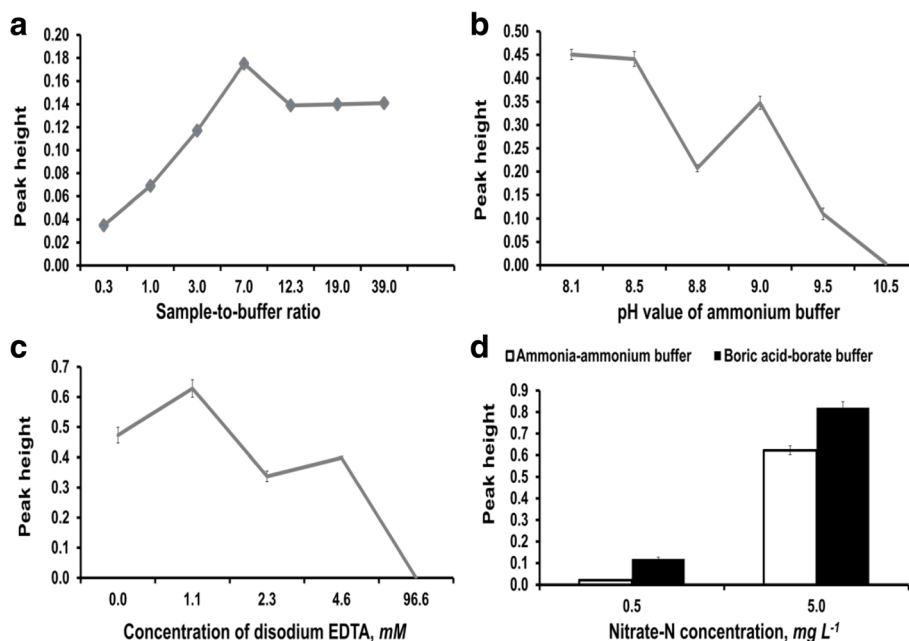 a
0.20
0.18
0.16
0.14
0.12
0.10
0.08
0.06
0.04
0.02
0.00
Peak height
0.3 1.0 3.0 7.0 12.3 19.0 39.0
Sample-to-buffer ratio
b
0.50
0.45
0.40
0.35
0.30
0.25
0.20
0.15
0.10
0.05
0.00
Peak height
8.1 8.5 8.8 9.0 9.5 10.5
pH value of ammonium buffer
c
0.7
0.6
0.5
0.4
0.3
0.2
0.1
0.0
Peak height
0.0 1.1 2.3 4.6 96.6
Concentration of disodium EDTA, mM
d
Ammonia-ammonium buffer Boric acid-borate buffer
0.9
0.8
0.7
0.6
0.5
0.4
0.3
0.2
0.1
0.0
Peak height
0.5 5.0
Nitrate-N concentration, mg L⁻¹